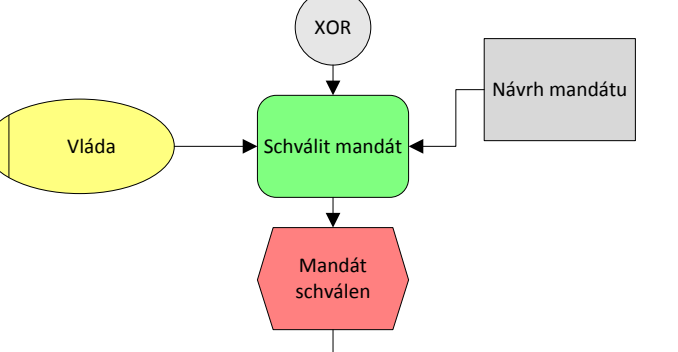 XOR
Návrh mandátu
Vláda
Schválit mandát
Mandát
schválen